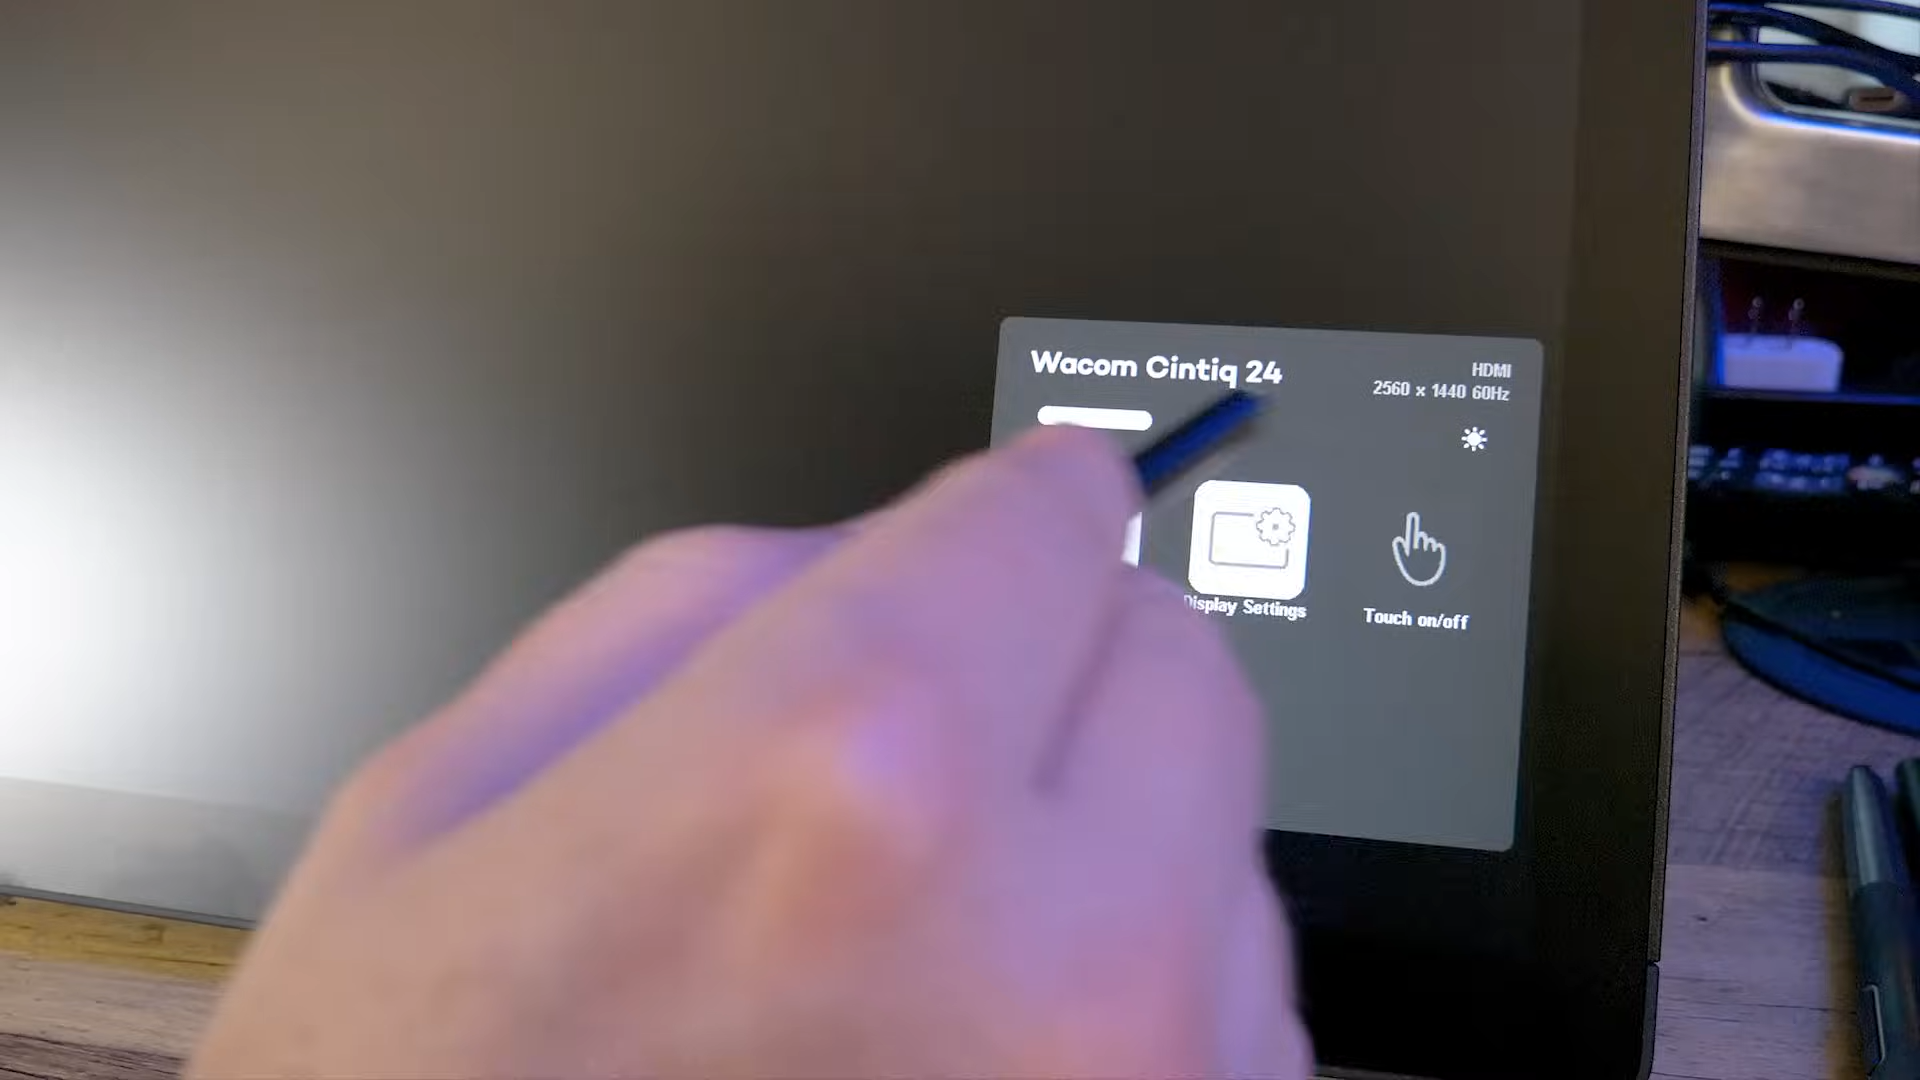 Wacom Cintiq 24
HDMI
2560 x 1440 60Hz
Display Settings
Touch on/off